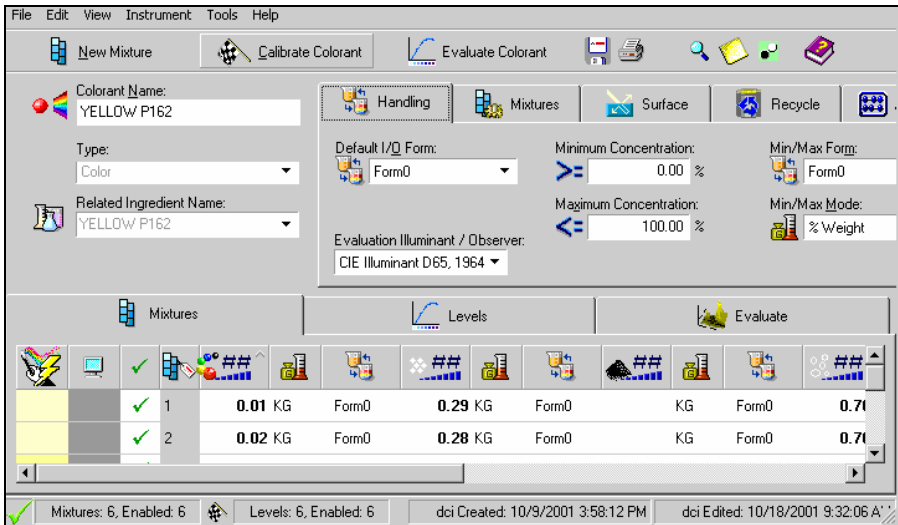 File Edit View Instrument Tools Help
New Mixture Calibrate Colorant Evaluate Colorant
Colorant Name:
YELLOW P162
Type:
Color
Related Ingredient Name:
YELLOW P162
Handling Mixtures Surface Recycle
Default I/O Form:
Form0
Evaluation Illuminant / Observer:
CIE Illuminant D65, 1964
Minimum Concentration:
>= 0.00 %
Maximum Concentration:
<= 100.00 %
Min/Max Form:
Form0
Min/Max Mode:
% Weight
Mixtures Levels Evaluate
## ## ## ##
1 0.01 KG Form0 0.29 KG Form0 KG Form0 0.70
2 0.02 KG Form0 0.28 KG Form0 KG Form0 0.70
Mixtures: 6, Enabled: 6 Levels: 6, Enabled: 6 dci Created: 10/9/2001 3:58:12 PM dci Edited: 10/18/2001 9:32:06 A